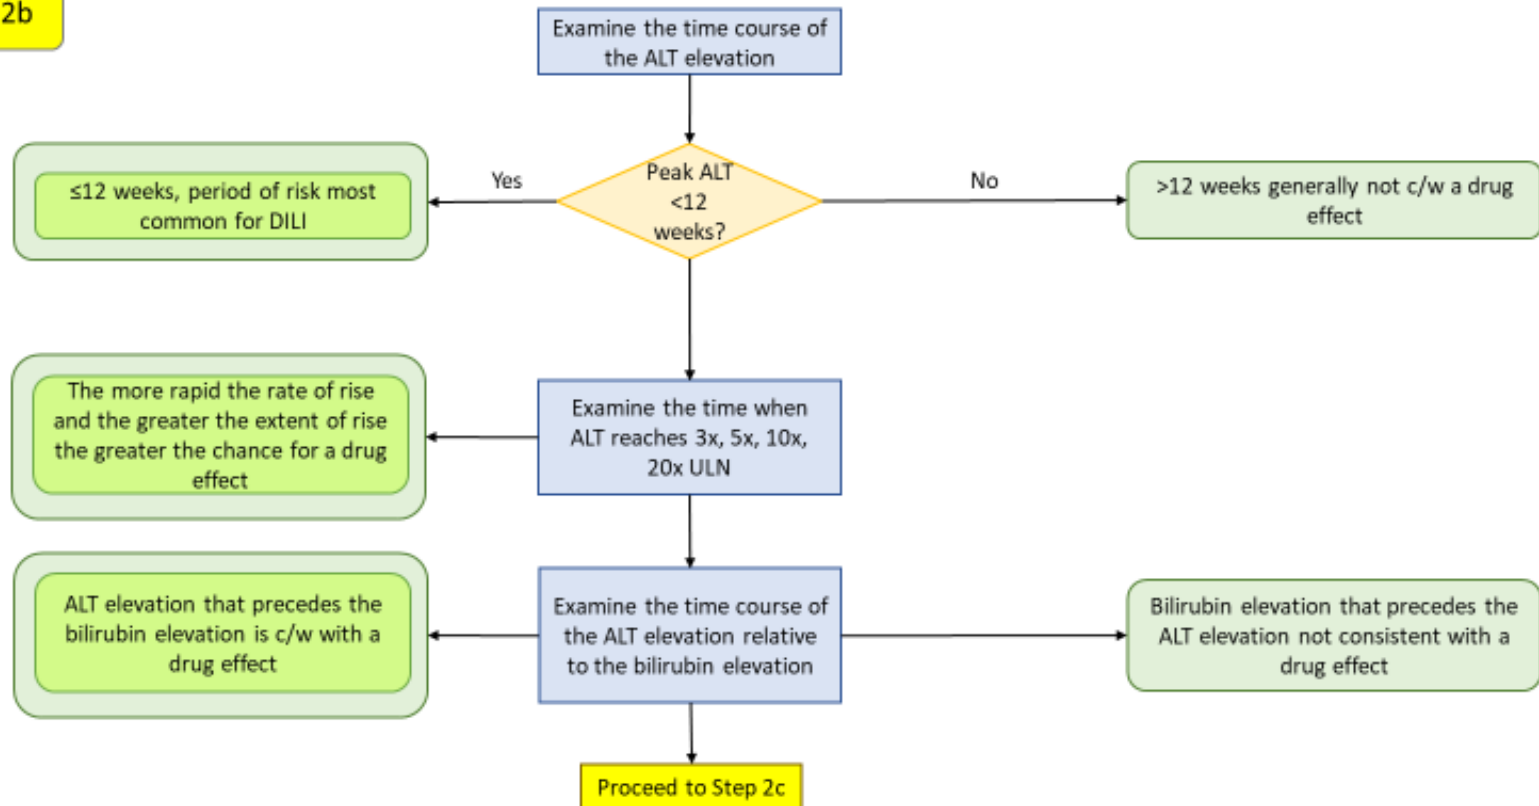 2b
Examine the time course of
the ALT elevation
Peak ALT
<12
weeks?
Yes
No
≤12 weeks, period of risk most
common for DILI
>12 weeks generally not c/w a drug
effect
The more rapid the rate of rise
and the greater the extent of rise
the greater the chance for a drug
effect
Examine the time when
ALT reaches 3x, 5x, 10x,
20x ULN
ALT elevation that precedes the
bilirubin elevation is c/w with a
drug effect
Examine the time course of
the ALT elevation relative
to the bilirubin elevation
Bilirubin elevation that precedes the
ALT elevation not consistent with a
drug effect
Proceed to Step 2c